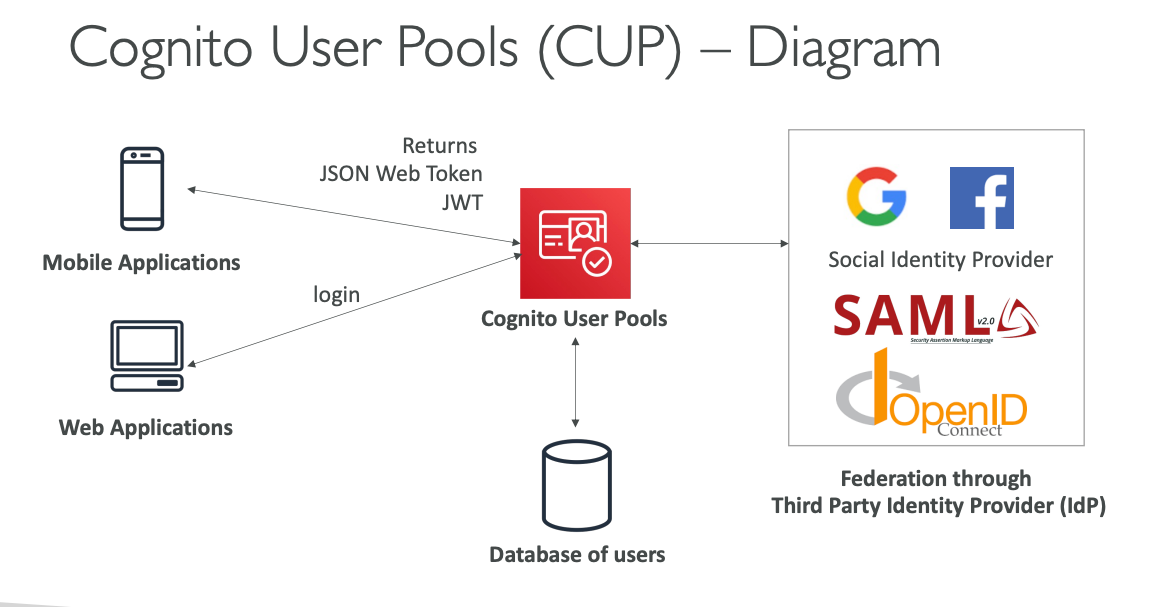 Cognito User Pools (CUP) – Diagram
Returns
JSON Web Token
JWT
Mobile Applications
login
Web Applications
Cognito User Pools
Database of users
Social Identity Provider
SAML v2.0
Security Assertion Markup Language
OpenID
Connect
Federation through
Third Party Identity Provider (IdP)